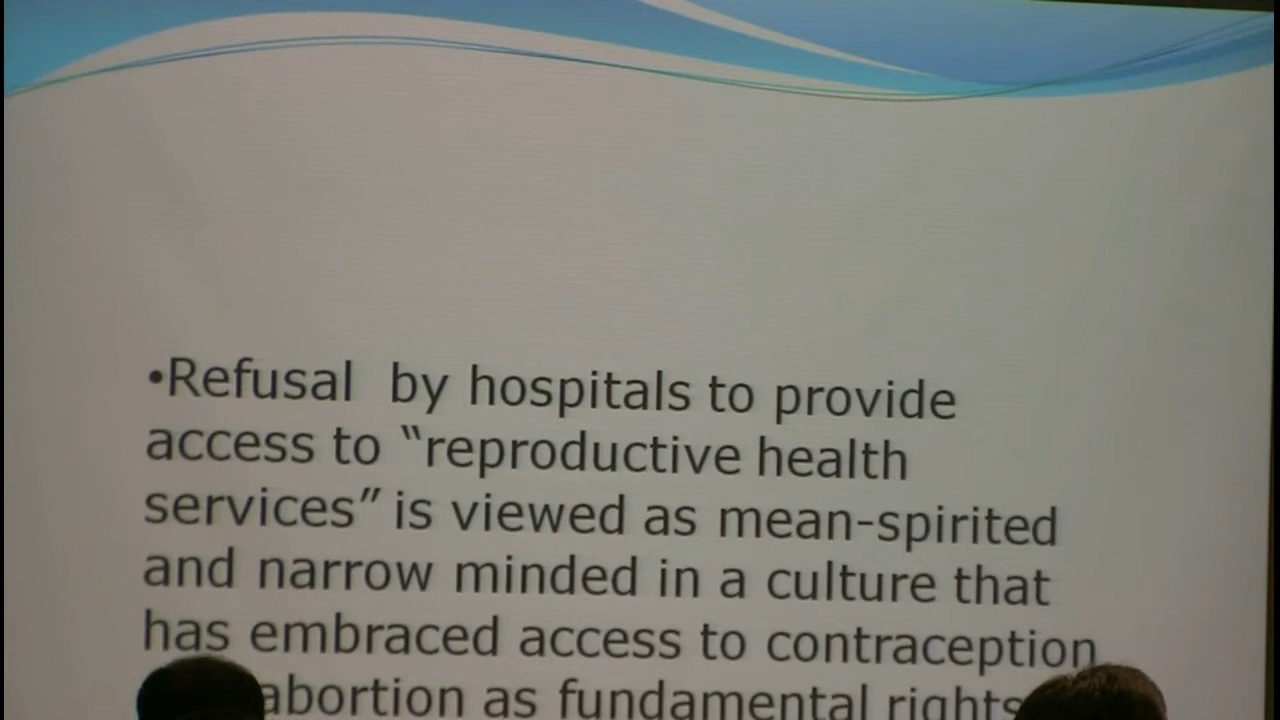 •Refusal by hospitals to provide
access to “reproductive health
services” is viewed as mean-spirited
and narrow minded in a culture that
has embraced access to contraception
abortion as fundamental rights